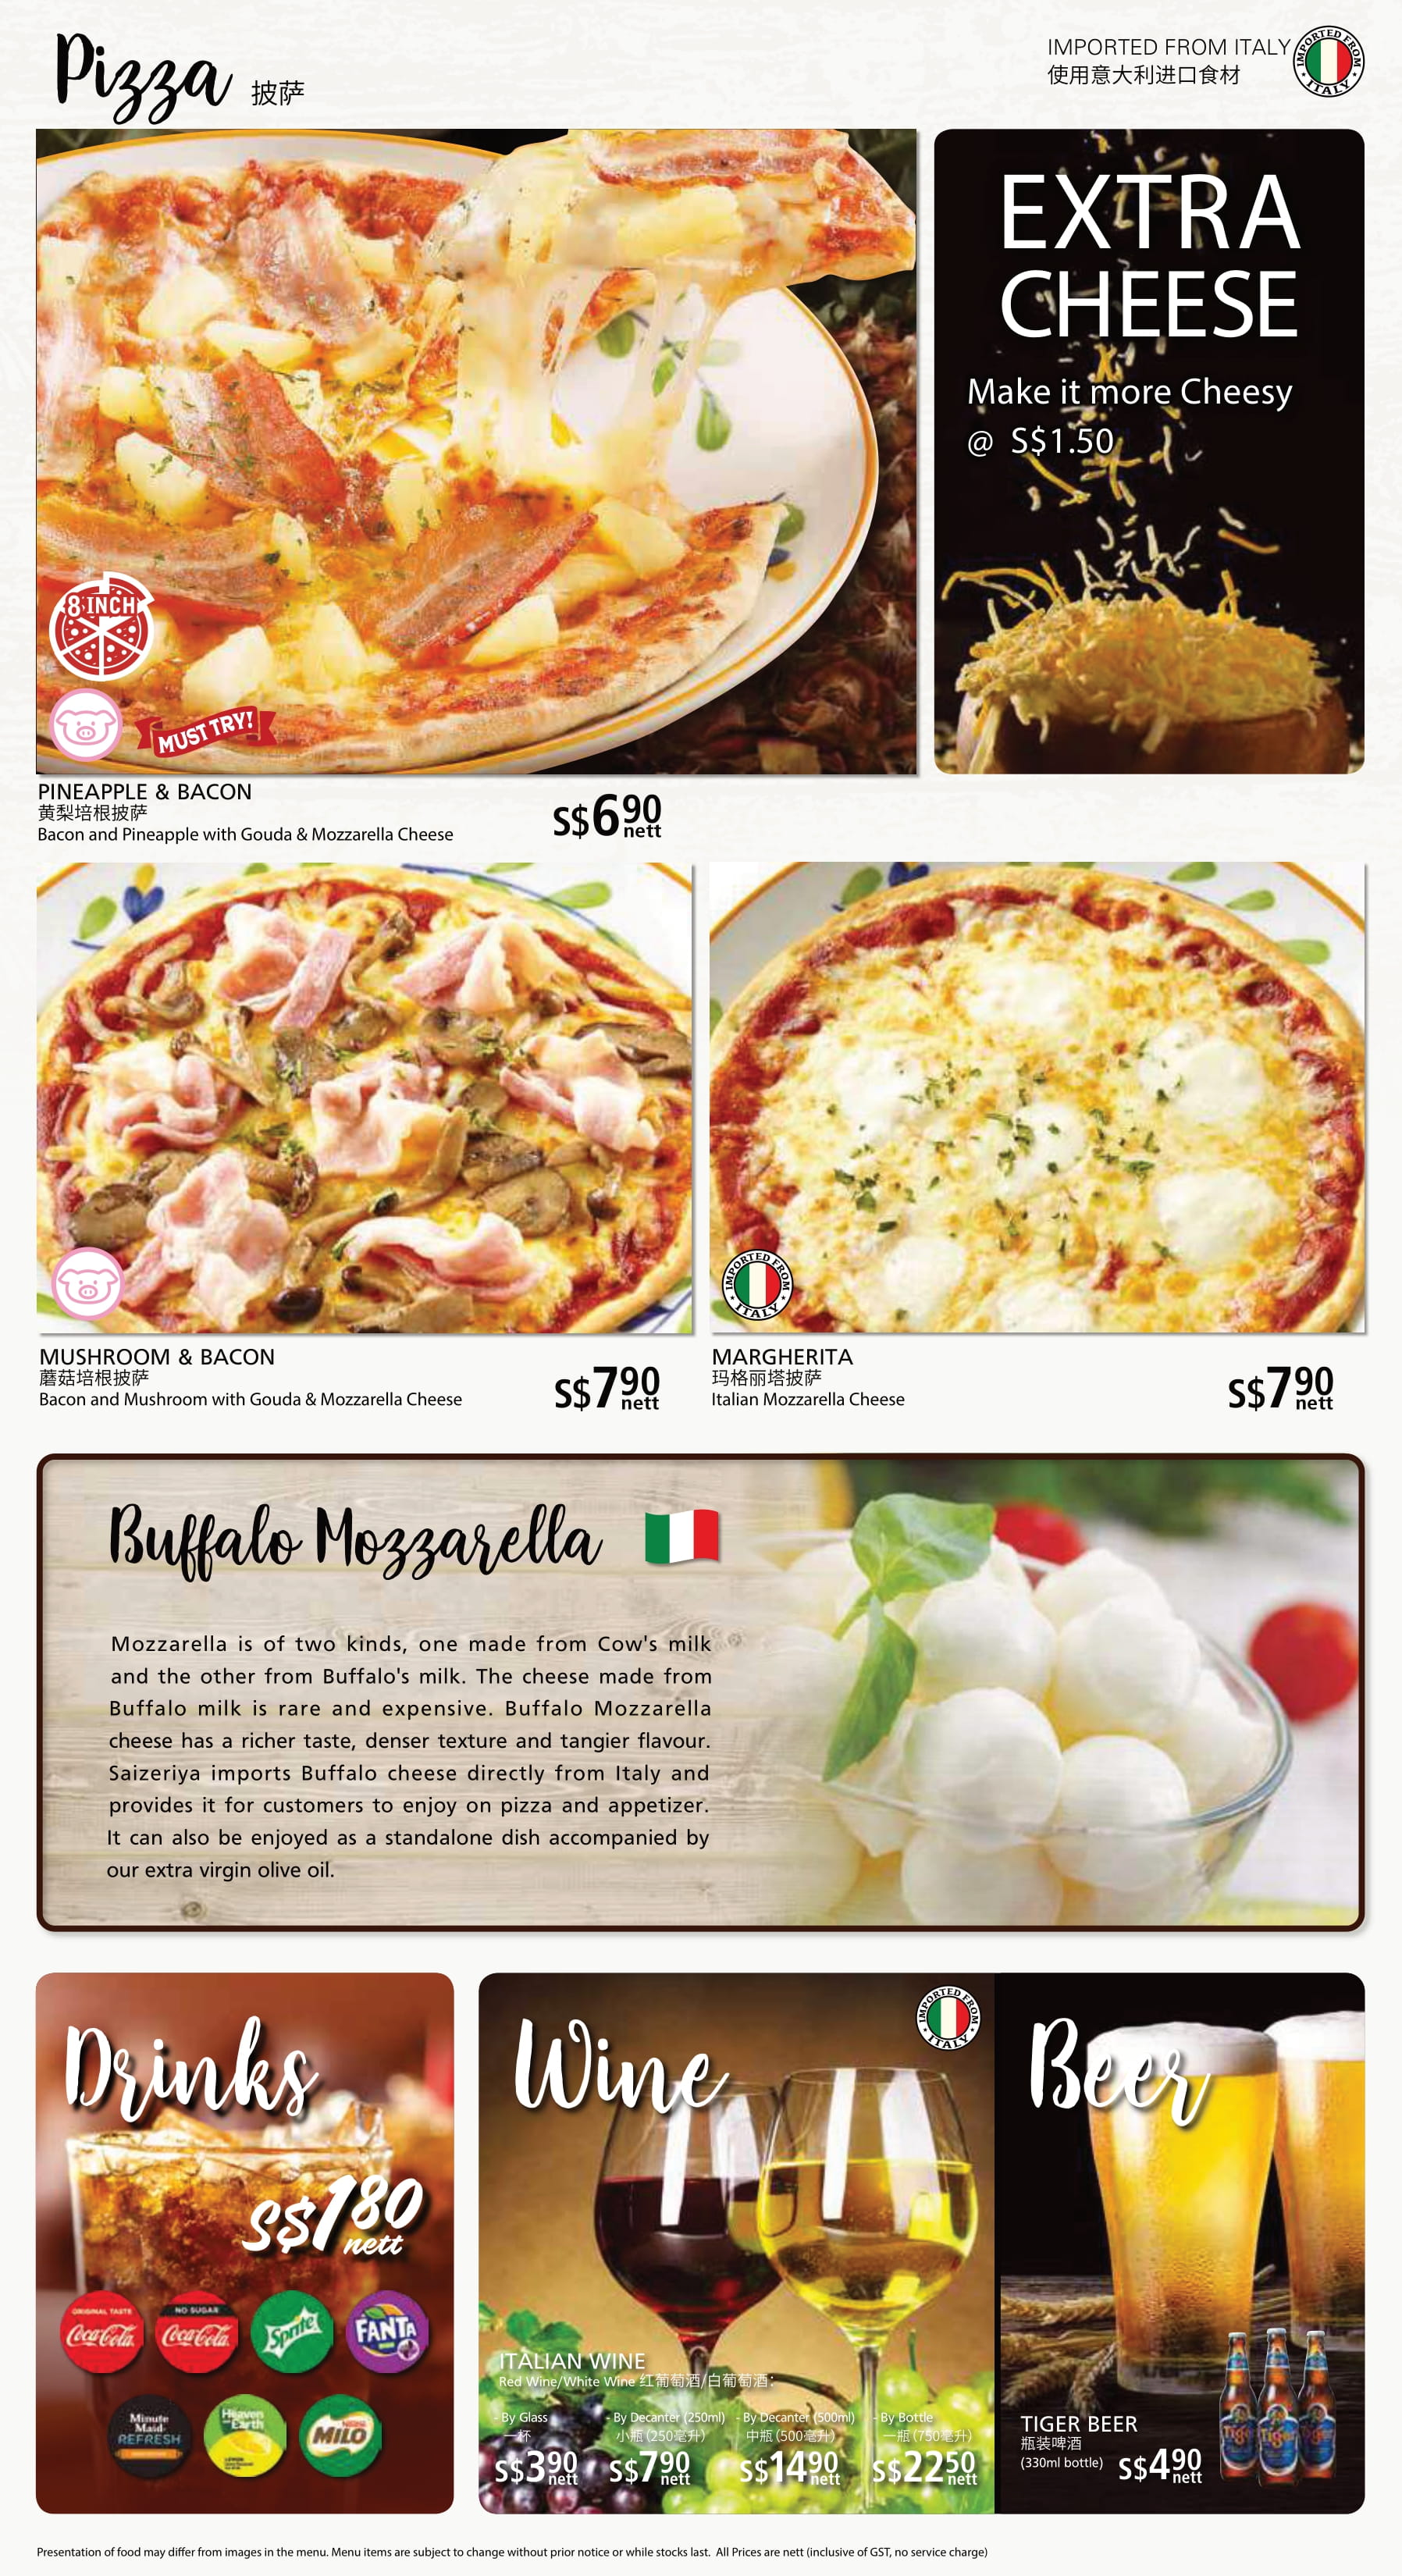 Pizza 披萨
IMPORTED FROM ITALY
使用意大利进口食材
IMPORTED FROM ITALY
EXTRA
CHEESE
Make it more Cheesy
@ S$1.50
8 INCH
MUST TRY!
PINEAPPLE & BACON
黄梨培根披萨
Bacon and Pineapple with Gouda & Mozzarella Cheese
S$6.90 nett
IMPORTED FROM ITALY
MUSHROOM & BACON
蘑菇培根披萨
Bacon and Mushroom with Gouda & Mozzarella Cheese
S$7.90 nett
MARGHERITA
玛格丽塔披萨
Italian Mozzarella Cheese
S$7.90 nett
Buffalo Mozzarella
Mozzarella is of two kinds, one made from Cow's milk
and the other from Buffalo's milk. The cheese made from
Buffalo milk is rare and expensive. Buffalo Mozzarella
cheese has a richer taste, denser texture and tangier flavour.
Saizeriya imports Buffalo cheese directly from Italy and
provides it for customers to enjoy on pizza and appetizer.
It can also be enjoyed as a standalone dish accompanied by
our extra virgin olive oil.
Drinks
S$1.80
nett
ORIGINAL TASTE
Coca-Cola
NO SUGAR
Coca-Cola
Sprite
FANTA
Minute
Maid
REFRESH
Heaven
and Earth
LEMON
Nestlé
MILO
Wine
IMPORTED FROM ITALY
ITALIAN WINE
Red Wine/White Wine 红葡萄酒/白葡萄酒：
- By Glass
一杯
S$3.90 nett
- By Decanter (250ml)
小瓶（250毫升）
S$7.90 nett
- By Decanter (500ml)
中瓶（500毫升）
S$14.90 nett
- By Bottle
一瓶（750毫升）
S$22.50 nett
Beer
TIGER BEER
瓶装啤酒
(330ml bottle)
S$4.90 nett
Tiger
Tiger
Tiger
Presentation of food may differ from images in the menu. Menu items are subject to change without prior notice or while stocks last. All Prices are nett (inclusive of GST, no service charge)